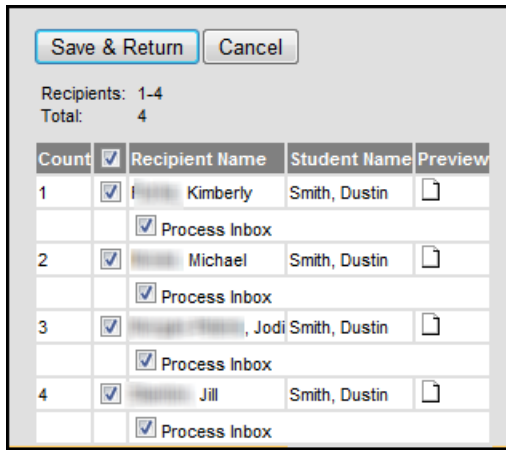 Save & Return Cancel
Recipients: 1-4
Total: 4
Count Recipient Name Student Name Preview
1 Kimberly Smith, Dustin
Process Inbox
2 Michael Smith, Dustin
Process Inbox
3 , Jodi Smith, Dustin
Process Inbox
4 Jill Smith, Dustin
Process Inbox